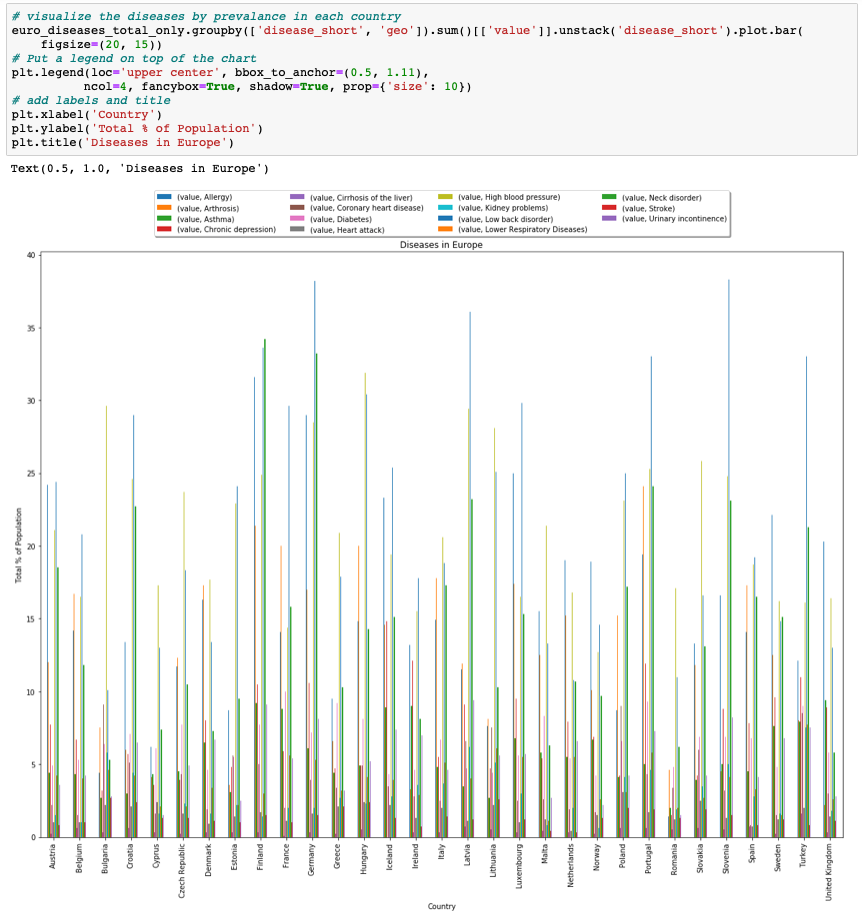 # visualize the diseases by prevalance in each country
euro_diseases_total_only.groupby(['disease_short', 'geo']).sum()[['value']].unstack('disease_short').plot.bar(
    figsize=(20, 15))
# Put a legend on top of the chart
plt.legend(loc='upper center', bbox_to_anchor=(0.5, 1.11),
          ncol=4, fancybox=True, shadow=True, prop={'size': 10})
# add labels and title
plt.xlabel('Country')
plt.ylabel('Total % of Population')
plt.title('Diseases in Europe')
Text(0.5, 1.0, 'Diseases in Europe')
(value, Allergy) (value, Cirrhosis of the liver) (value, High blood pressure) (value, Neck disorder)
(value, Arthrosis) (value, Coronary heart disease) (value, Kidney problems) (value, Stroke)
(value, Asthma) (value, Diabetes) (value, Low back disorder) (value, Urinary incontinence)
(value, Chronic depression) (value, Heart attack) (value, Lower Respiratory Diseases)
Diseases in Europe
40
35
30
25
20
15
10
5
0
Total % of Population
Austria
Belgium
Bulgaria
Croatia
Cyprus
Czech Republic
Denmark
Estonia
Finland
France
Germany
Greece
Hungary
Iceland
Ireland
Italy
Latvia
Lithuania
Luxembourg
Malta
Netherlands
Norway
Poland
Portugal
Romania
Slovakia
Slovenia
Spain
Sweden
Turkey
United Kingdom
Country